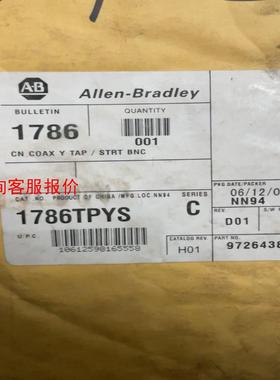 A-B
Allen-Bradley
BULLETIN
QUANTITY
1786
001
CN COAX Y TAP / STRT BNC
询客服报价
PKG DATE/PACKER
06/12/0
NN94
CAT NO. PRODUCT OF CHINA /MFG LOC NN94
SERIES
1786TPYS
C
REV.
S/W
D01
U.P.C.
10612598165558
CATALOG REV.
H01
PART NO.
9726438